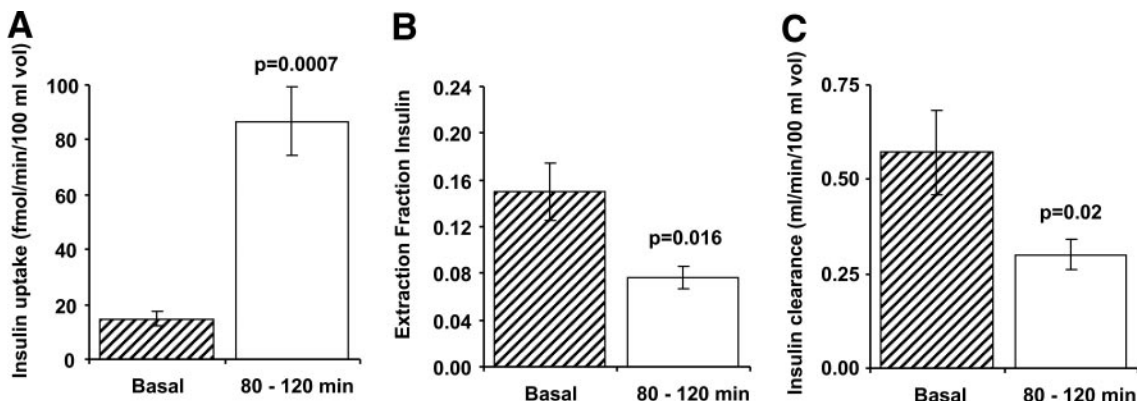 A
Insulin uptake (fmol/min/100 ml vol)
p=0.0007
100
80
60
40
20
0
Basal
80 - 120 min
B
Extraction Fraction Insulin
0.24
0.20
0.16
0.12
0.08
0.04
0.00
p=0.016
Basal
80 - 120 min
C
Insulin clearance (ml/min/100 ml vol)
0.75
0.50
0.25
0.00
p=0.02
Basal
80 - 120 min